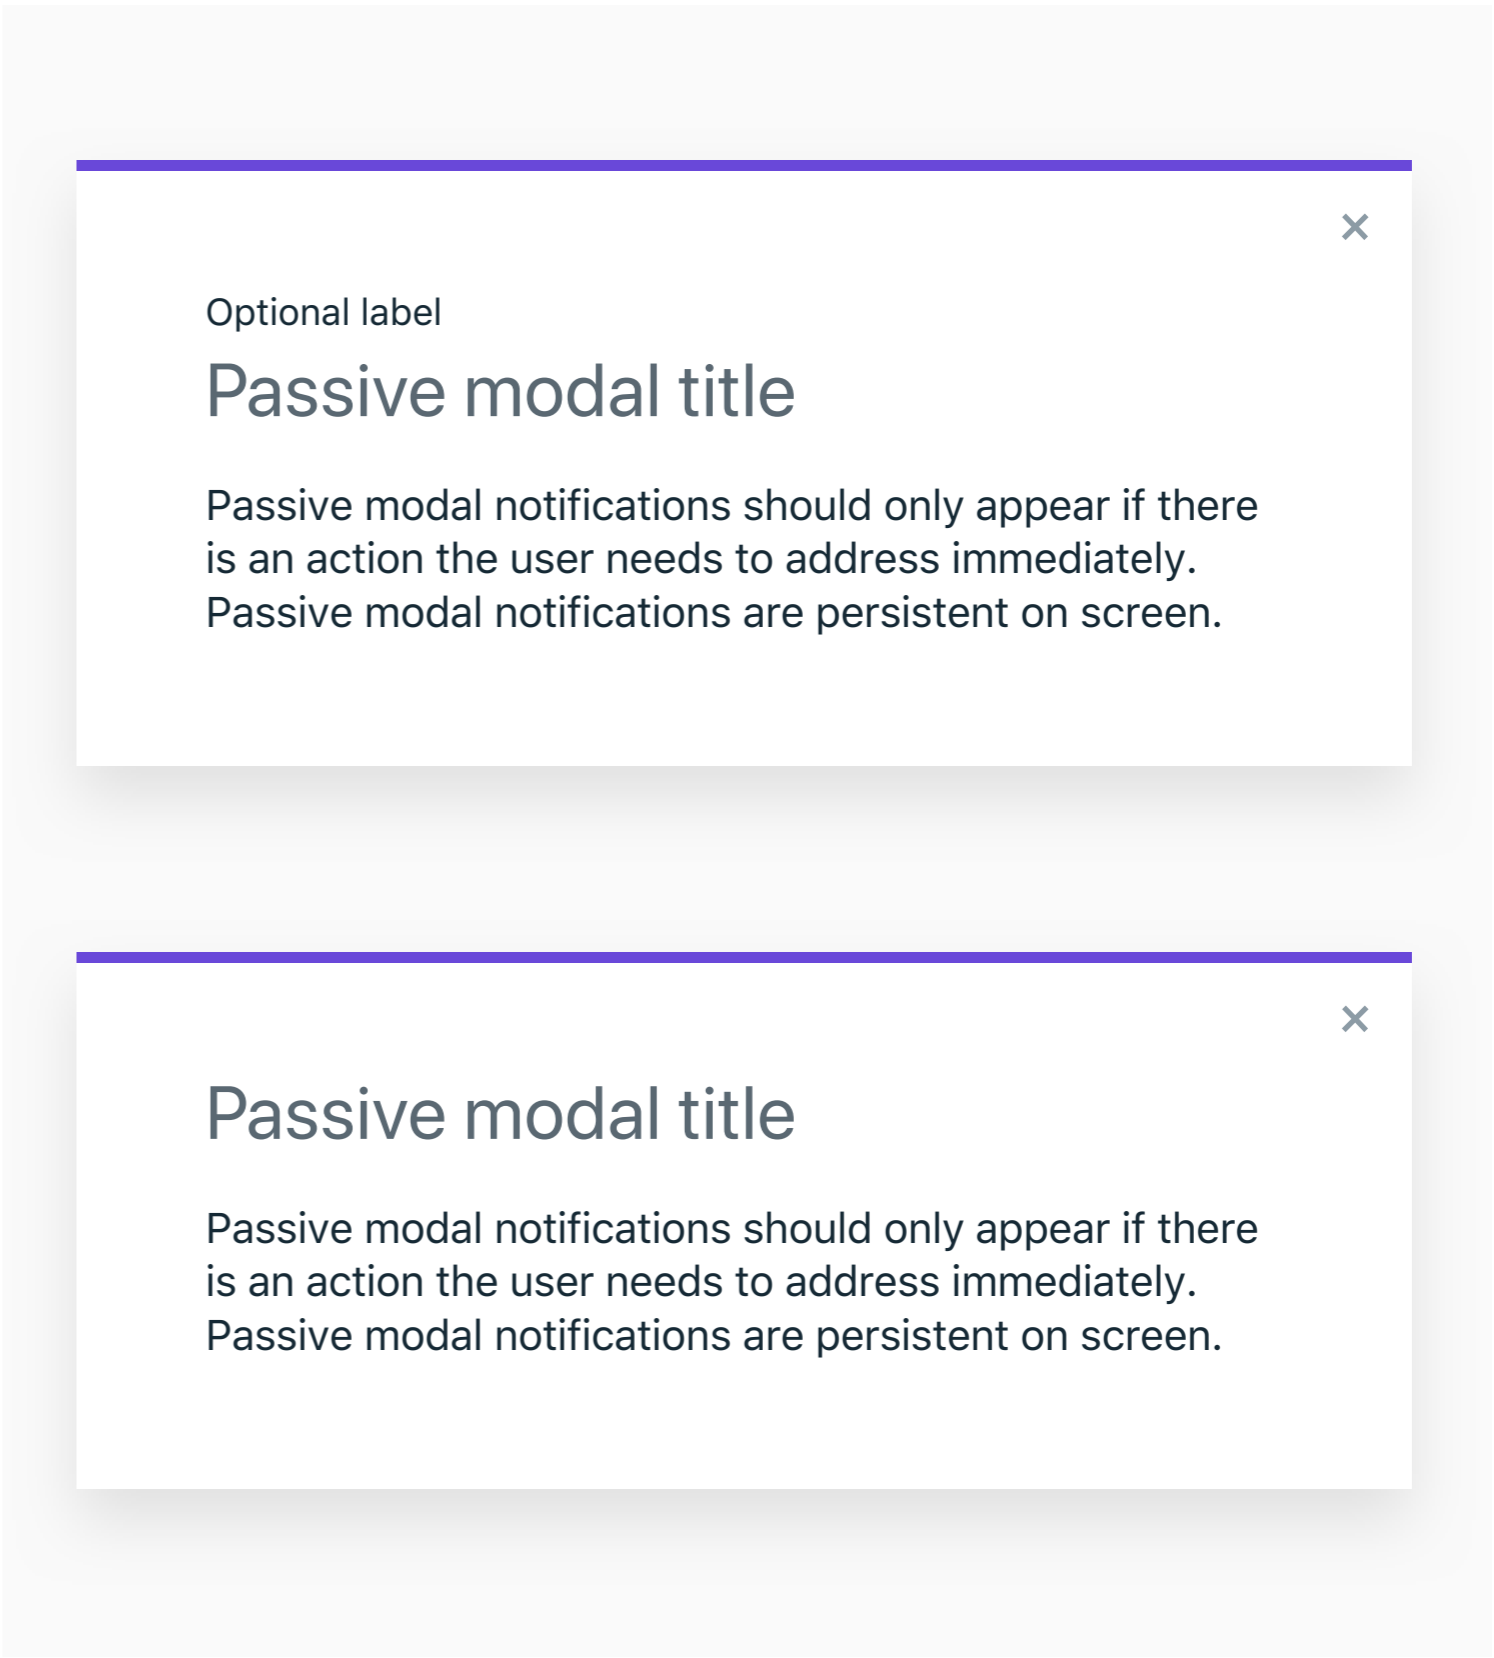 Optional label
Passive modal title
Passive modal notifications should only appear if there
is an action the user needs to address immediately.
Passive modal notifications are persistent on screen.
Passive modal title
Passive modal notifications should only appear if there
is an action the user needs to address immediately.
Passive modal notifications are persistent on screen.